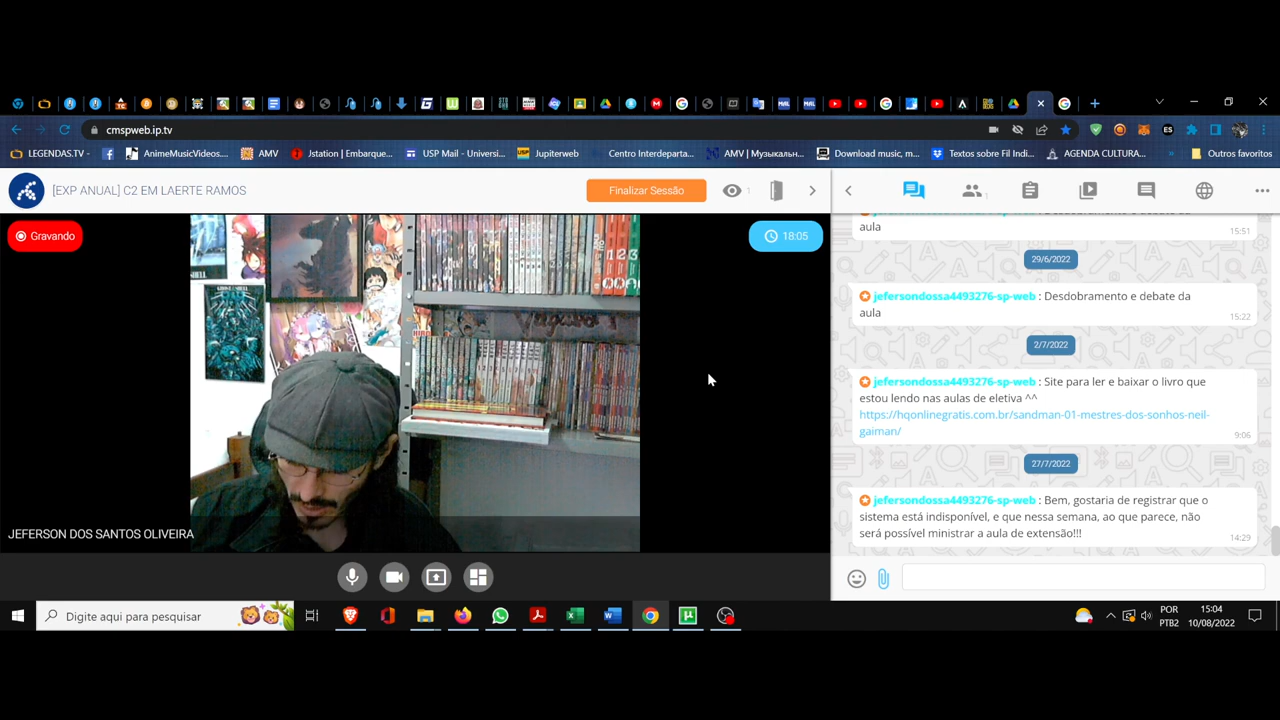 cmspweb.ip.tv
LEGENDAS.TV -
AnimeMusicVideos....
AMV
Jstation | Embarque...
USP Mail - Universi...
Jupiterweb
Centro Interdeparta...
AMV | Музыкальн...
Download music, m...
Textos sobre Fil Indi...
AGENDA CULTURA...
»
Outros favoritos
[EXP ANUAL] C2 EM LAERTE RAMOS
Finalizar Sessão
1
1
Gravando
18:05
JEFERSON DOS SANTOS OLIVEIRA
aula
15:51
29/6/2022
jefersondossa4493276-sp-web : Desdobramento e debate da
aula
15:22
2/7/2022
jefersondossa4493276-sp-web : Site para ler e baixar o livro que
estou lendo nas aulas de eletiva ^^
https://hqonlinegratis.com.br/sandman-01-mestres-dos-sonhos-neil-
gaiman/
9:06
27/7/2022
jefersondossa4493276-sp-web : Bem, gostaria de registrar que o
sistema está indisponível, e que nessa semana, ao que parece, não
será possível ministrar a aula de extensão!!!
14:29
Digite aqui para pesquisar
POR
PTB2
15:04
10/08/2022